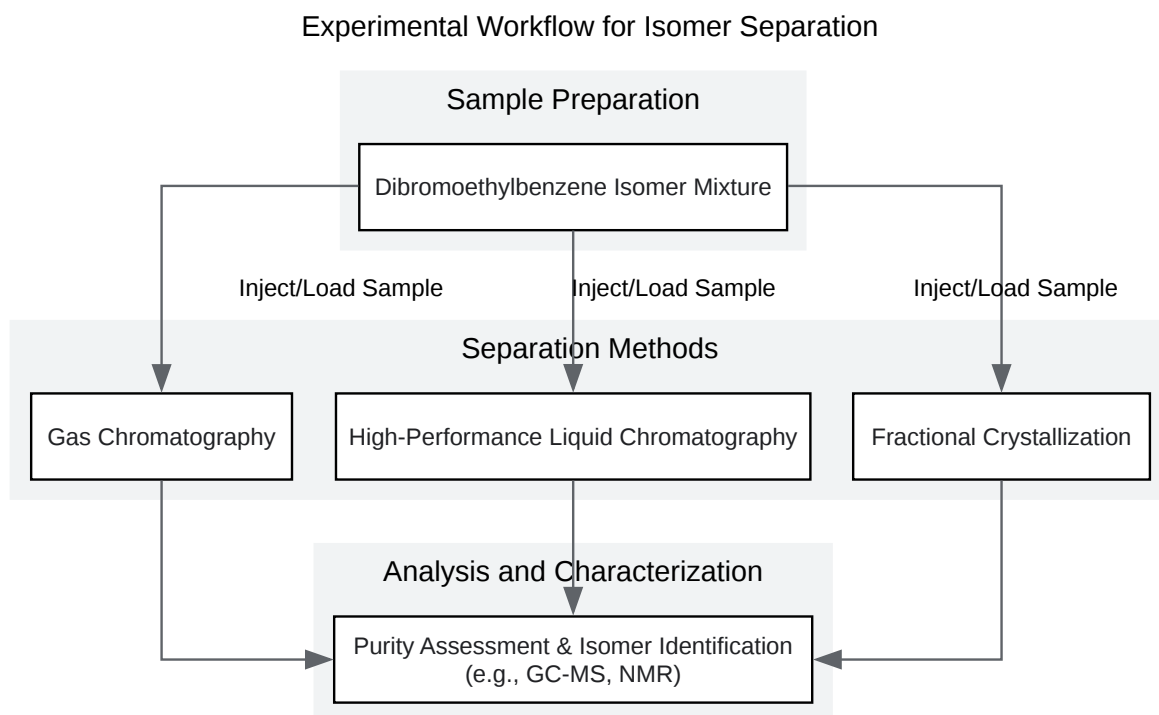 Experimental Workflow for Isomer Separation
Sample Preparation
Dibromoethylbenzene Isomer Mixture
Inject/Load Sample
Inject/Load Sample
Inject/Load Sample
Separation Methods
Gas Chromatography
High-Performance Liquid Chromatography
Fractional Crystallization
Analysis and Characterization
Purity Assessment & Isomer Identification
(e.g., GC-MS, NMR)